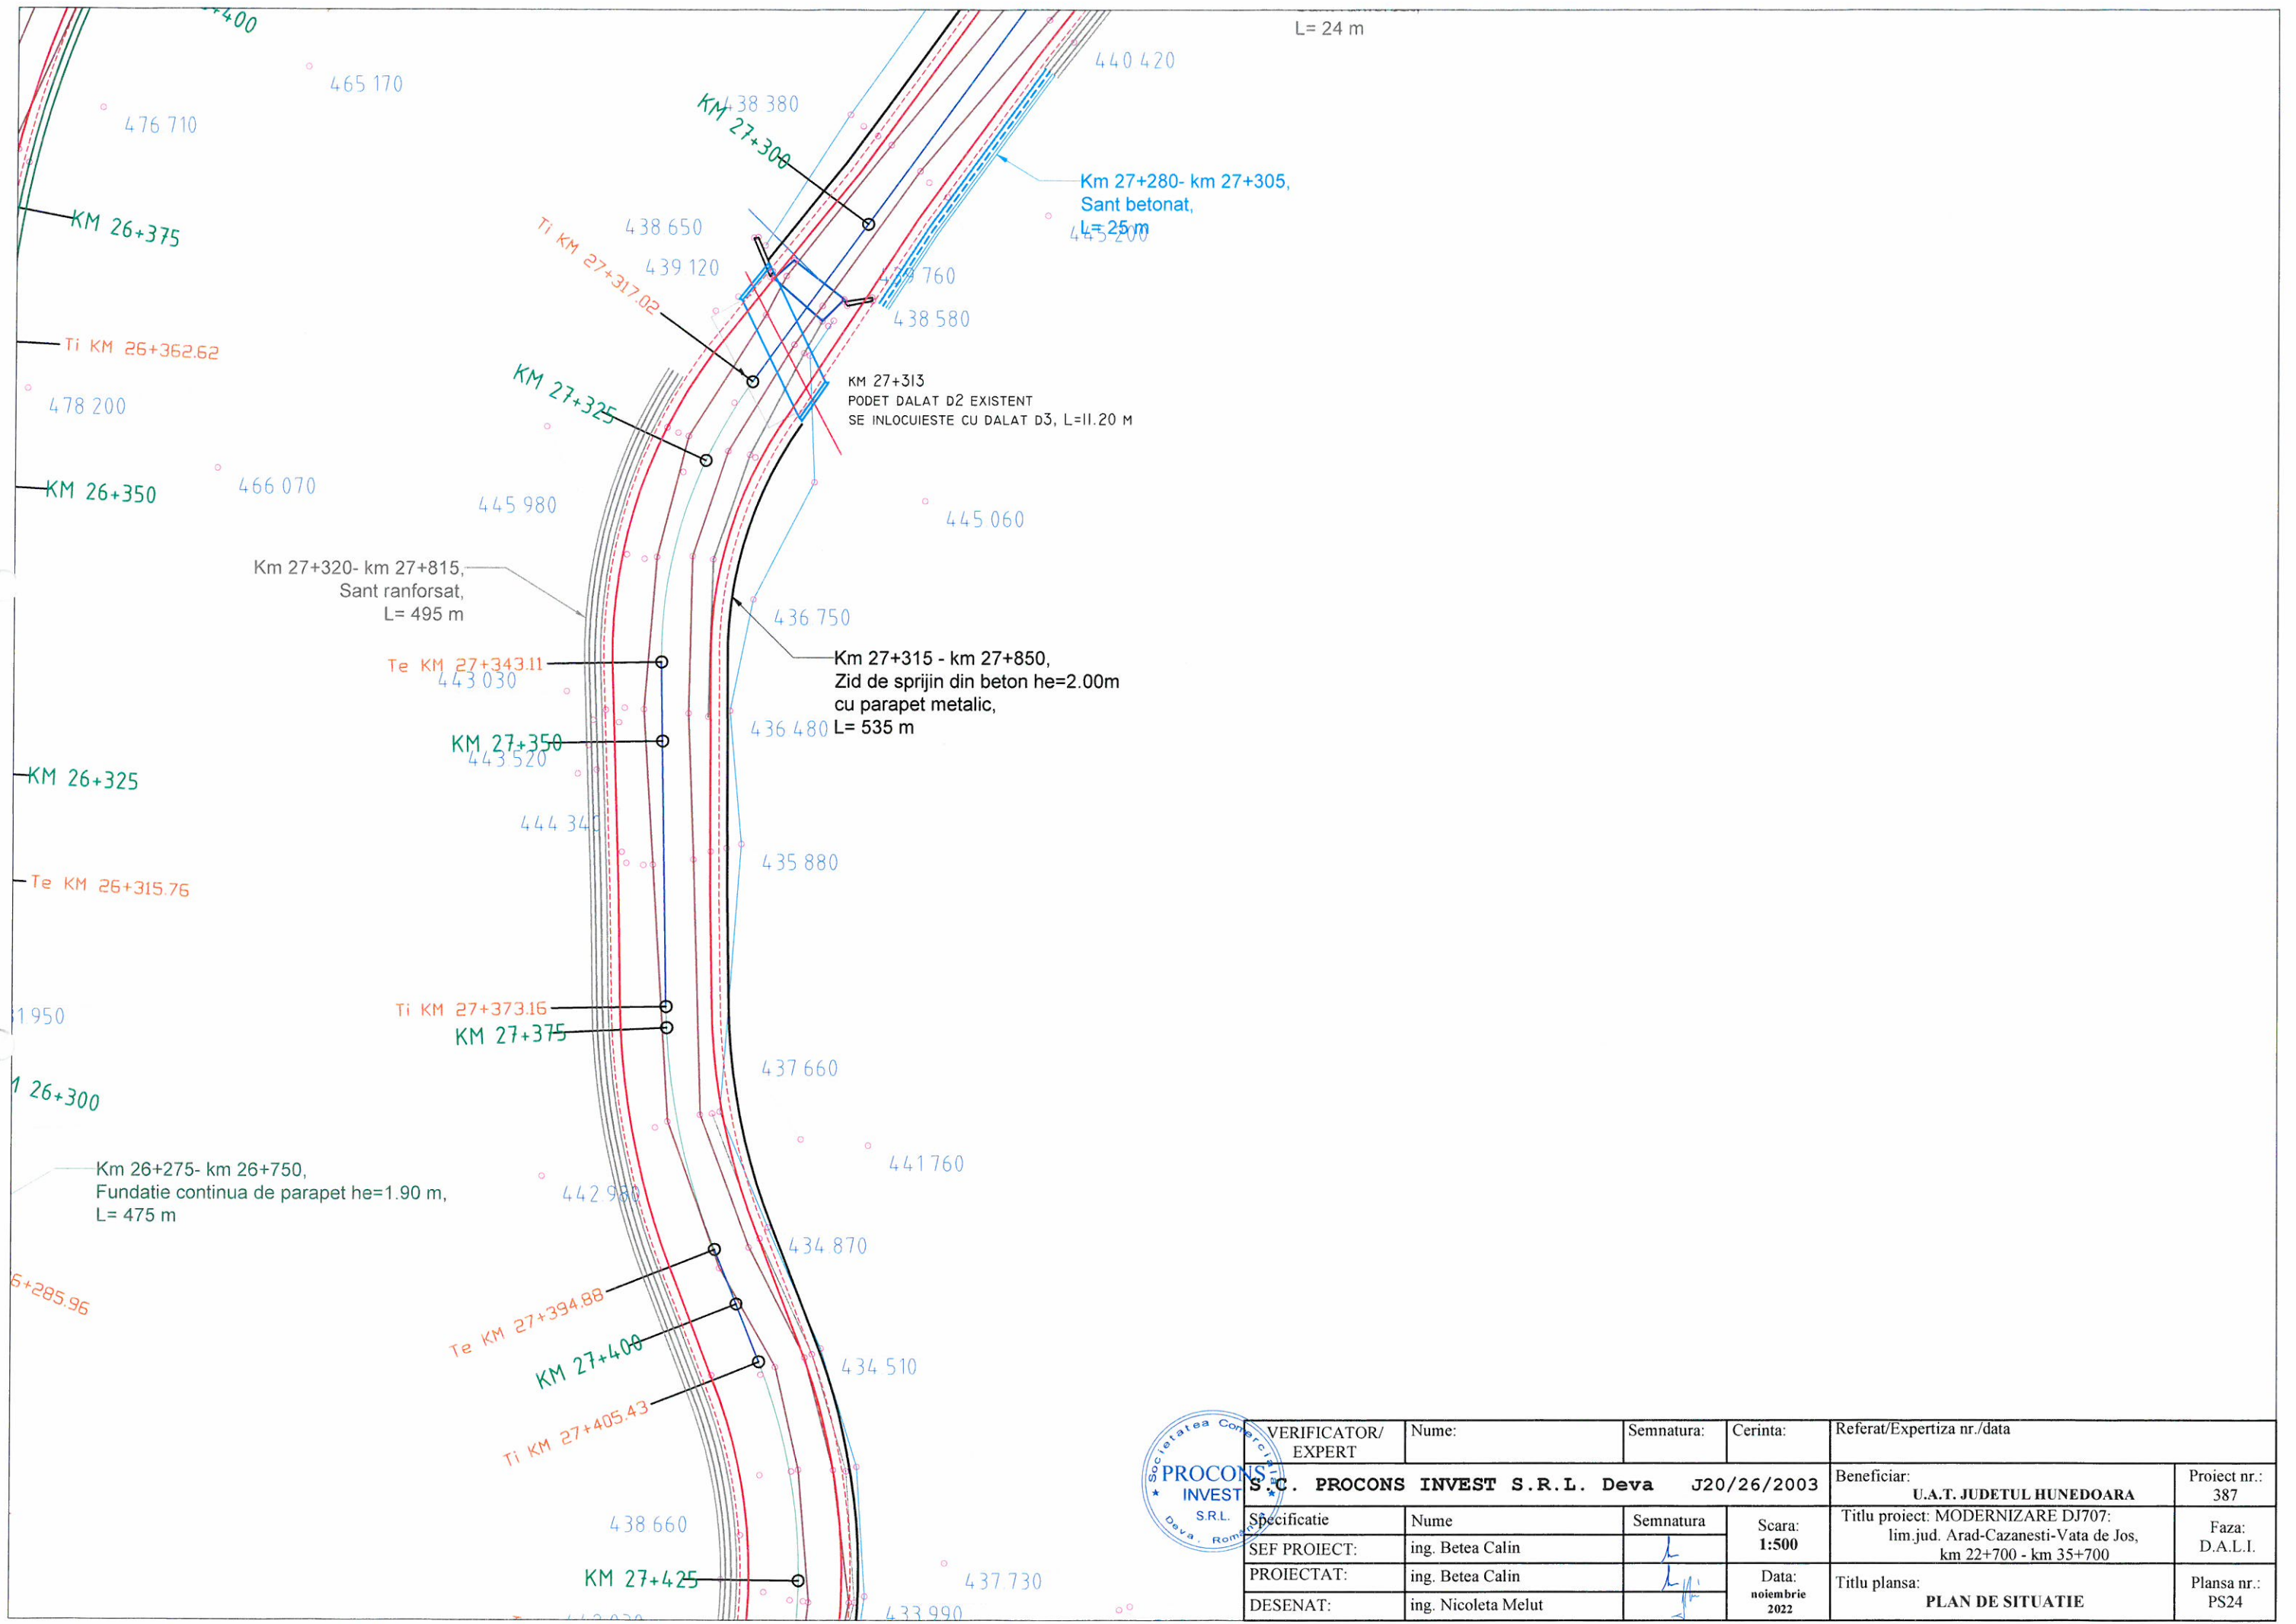 L= 24 m
440 420
465 170
476 710
438 380
KM 27+300
KM 26+375
Km 27+280- km 27+305,
Sant betonat,
L= 25 m
445 200
438 650
439 120
Ti KM 27+317.02
438 580
Ti KM 26+362.62
KM 27+325
478 200
KM 27+313
PODET DALAT D2 EXISTENT
SE INLOCUIESTE CU DALAT D3, L=11.20 M
KM 26+350
466 070
445 980
445 060
Km 27+320- km 27+815,
Sant ranforsat,
L= 495 m
436 750
Te KM 27+343.11
443 030
Km 27+315 - km 27+850,
Zid de sprijin din beton he=2.00m
cu parapet metalic,
L= 535 m
436 480
KM 27+350
443 520
KM 26+325
444 340
435 880
Te KM 26+315.76
Ti KM 27+373.16
KM 27+375
437 660
26+300
441 760
Km 26+275- km 26+750,
Fundatie continua de parapet he=1.90 m,
L= 475 m
434.870
Te KM 27+394.88
KM 27+400
434 510
Ti KM 27+405.43
438 660
KM 27+425
437.730
433.990
Societatea Comerciala
PROCONS
INVEST
S.R.L.
Deva. România
VERIFICATOR/
EXPERT
Nume:
Semnatura:
Cerinta:
Referat/Expertiza nr./data
S.C. PROCONS INVEST S.R.L. Deva J20/26/2003
Beneficiar:
U.A.T. JUDETUL HUNEDOARA
Proiect nr.:
387
Specificatie
Nume
Semnatura
Scara:
1:500
Titlu proiect: MODERNIZARE DJ707:
lim.jud. Arad-Cazanesti-Vata de Jos,
km 22+700 - km 35+700
Faza:
D.A.L.I.
SEF PROIECT:
ing. Betea Calin
PROIECTAT:
ing. Betea Calin
Data:
noiembrie
2022
Titlu plansa:
PLAN DE SITUATIE
Plansa nr.:
PS24
DESENAT:
ing. Nicoleta Melut